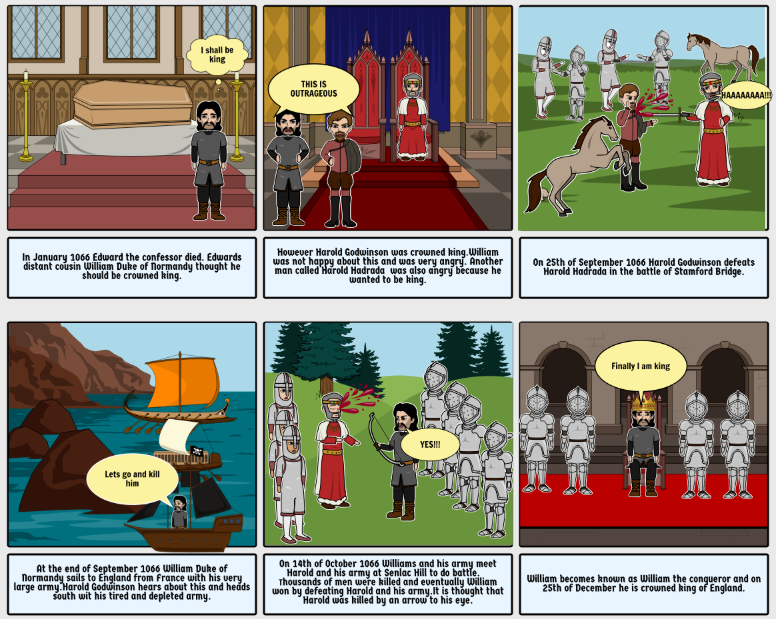 I shall be
king
THIS IS
OUTRAGEOUS
HAAAAAAAA!!!
In January 1066 Edward the confessor died. Edwards
distant cousin William Duke of Normandy thought he
should be crowned king.
However Harold Godwinson was crowned king.William
was not happy about this and was very angry. Another
man called Harold Hadrada was also angry because he
wanted to be king.
On 25th of September 1066 Harold Godwinson defeats
Harold Hadrada in the battle of Stamford Bridge.
Lets go and kill
him
YES!!!
Finally I am king
At the end of September 1066 William Duke of
Normandy sails to England from France with his very
large army.Harold Godwinson hears about this and heads
south wit his tired and depleted army.
On 14th of October 1066 Williams and his army meet
Harold and his army at Senlac Hill to do battle.
Thousands of men were killed and eventually William
won by defeating Harold and his army.It is thought that
Harold was killed by an arrow to his eye.
William becomes known as William the conqueror and on
25th of December he is crowned king of England.